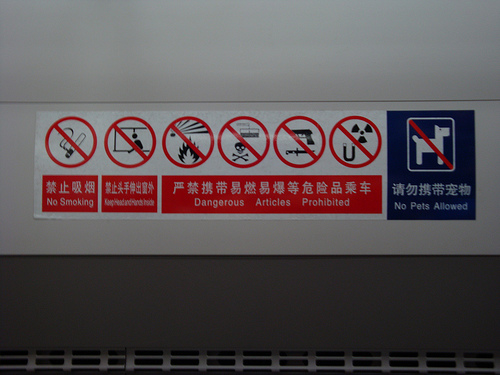 禁止吸烟
No Smoking
禁止头手伸出窗外
Keep Head and Hands Inside
严禁携带易燃易爆等危险品乘车
Dangerous Articles Prohibited
请勿携带宠物
No Pets Allowed